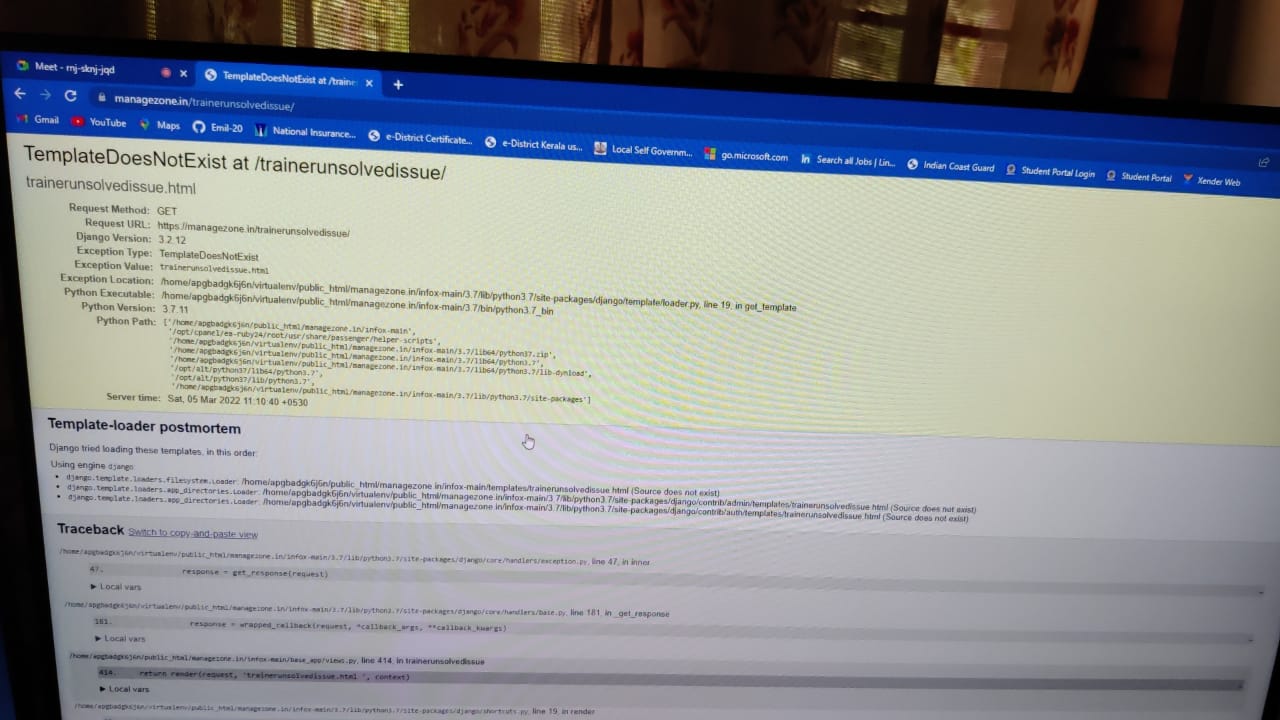 Meet - mj-sknj-jqd
TemplateDoesNotExist at /traine
managezone.in/trainerunsolvedissue/
Gmail YouTube Maps Emil-20 National Insurance... e-District Certificate... e-District Kerala us... Local Self Governm... go.microsoft.com Search all Jobs | Lin... Indian Coast Guard Student Portal Login Student Portal Xender Web
TemplateDoesNotExist at /trainerunsolvedissue/
trainerunsolvedissue.html
Request Method: GET
Request URL: https://managezone.in/trainerunsolvedissue/
Django Version: 3.2.12
Exception Type: TemplateDoesNotExist
Exception Value: trainerunsolvedissue.html
Exception Location: /home/apgbadgk6j6n/virtualenv/public_html/managezone.in/infox-main/3.7/lib/python3.7/site-packages/django/template/loader.py, line 19, in get_template
Python Executable: /home/apgbadgk6j6n/virtualenv/public_html/managezone.in/infox-main/3.7/bin/python3.7_bin
Python Version: 3.7.11
Python Path: ['/home/apgbadgk6j6n/public_html/managezone.in/infox-main',
'/opt/cpanel/ea-ruby24/root/usr/share/passenger/helper-scripts',
'/home/apgbadgk6j6n/virtualenv/public_html/managezone.in/infox-main/3.7/lib64/python37.zip',
'/home/apgbadgk6j6n/virtualenv/public_html/managezone.in/infox-main/3.7/lib64/python3.7',
'/home/apgbadgk6j6n/virtualenv/public_html/managezone.in/infox-main/3.7/lib64/python3.7/lib-dynload',
'/opt/alt/python37/lib64/python3.7',
'/opt/alt/python37/lib/python3.7',
'/home/apgbadgk6j6n/virtualenv/public_html/managezone.in/infox-main/3.7/lib/python3.7/site-packages']
Server time: Sat, 05 Mar 2022 11:10:40 +0530
Template-loader postmortem
Django tried loading these templates, in this order:
Using engine django
django.template.loaders.filesystem.Loader: /home/apgbadgk6j6n/public_html/managezone.in/infox-main/templates/trainerunsolvedissue.html (Source does not exist)
django.template.loaders.app_directories.Loader: /home/apgbadgk6j6n/virtualenv/public_html/managezone.in/infox-main/3.7/lib/python3.7/site-packages/django/contrib/admin/templates/trainerunsolvedissue.html (Source does not exist)
django.template.loaders.app_directories.Loader: /home/apgbadgk6j6n/virtualenv/public_html/managezone.in/infox-main/3.7/lib/python3.7/site-packages/django/contrib/auth/templates/trainerunsolvedissue.html (Source does not exist)
Traceback Switch to copy-and-paste view
/home/apgbadgk6j6n/virtualenv/public_html/managezone.in/infox-main/3.7/lib/python3.7/site-packages/django/core/handlers/exception.py, line 47, in inner
47. response = get_response(request)
▶ Local vars
/home/apgbadgk6j6n/virtualenv/public_html/managezone.in/infox-main/3.7/lib/python3.7/site-packages/django/core/handlers/base.py, line 181, in _get_response
181. response = wrapped_callback(request, *callback_args, **callback_kwargs)
▶ Local vars
/home/apgbadgk6j6n/public_html/managezone.in/infox-main/base_app/views.py, line 414, in trainerunsolvedissue
414. return render(request, 'trainerunsolvedissue.html ', context)
▶ Local vars
/home/apgbadgk6j6n/virtualenv/public_html/managezone.in/infox-main/3.7/lib/python3.7/site-packages/django/shortcuts.py, line 19, in render